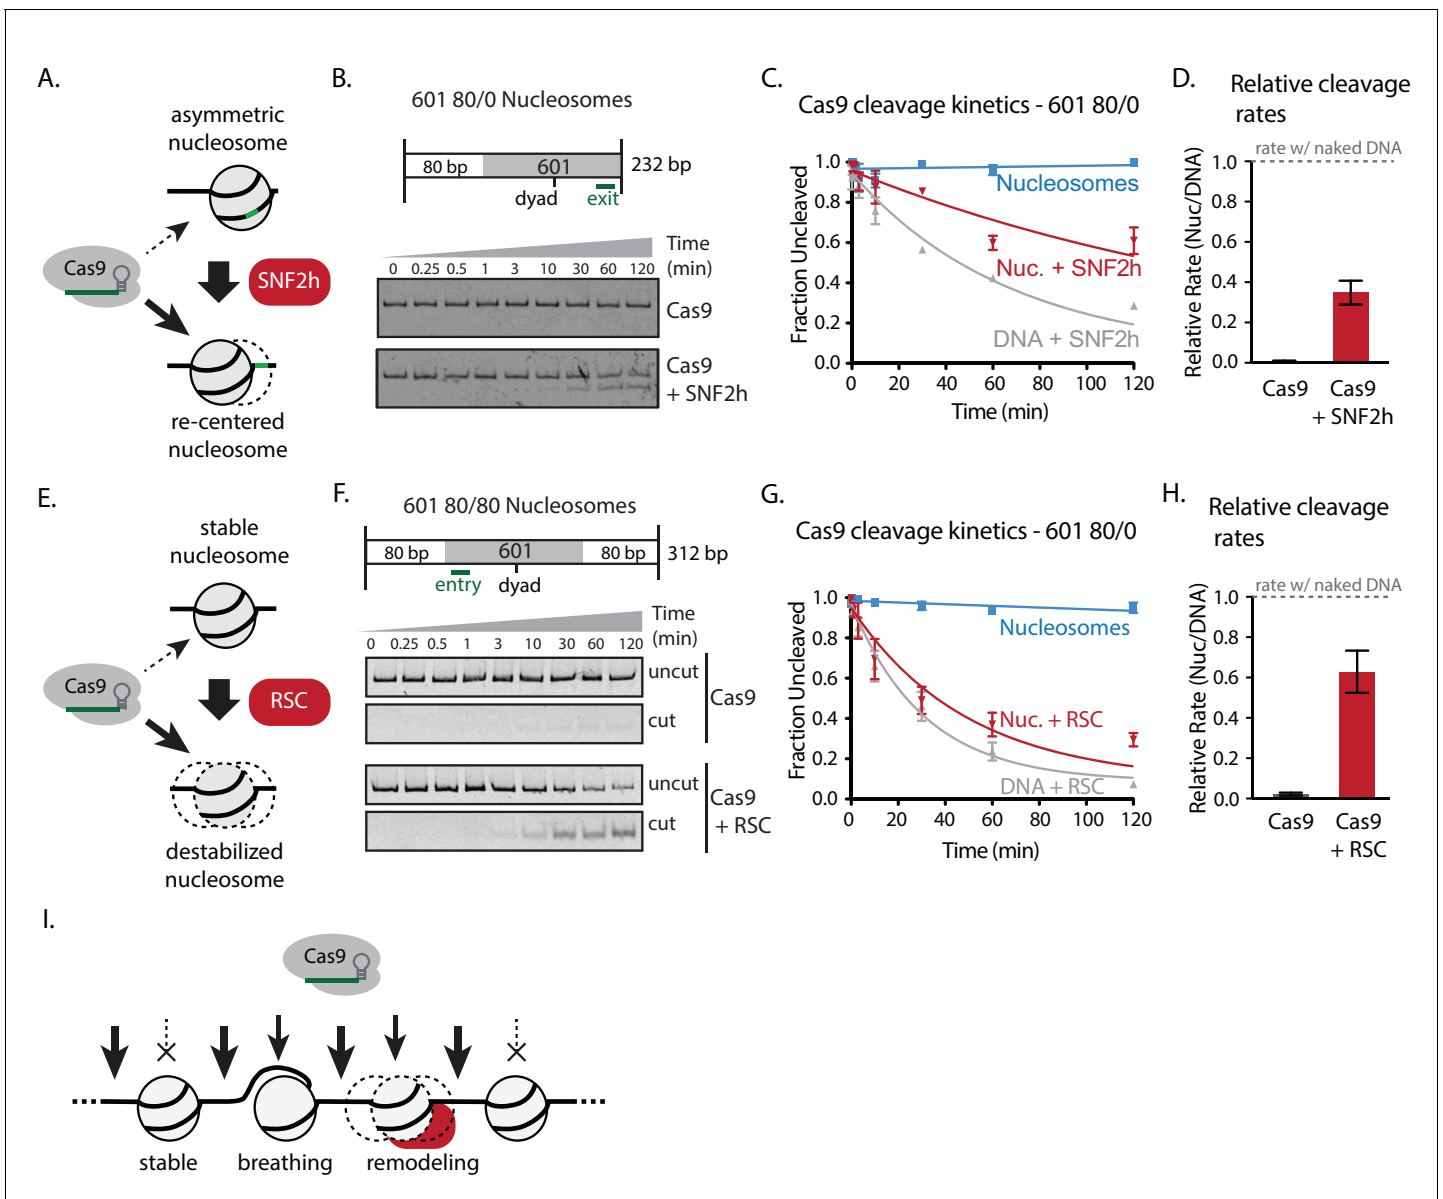 A.
asymmetric
nucleosome
Cas9
SNF2h
re-centered
nucleosome
B.
601 80/0 Nucleosomes
80 bp
601
232 bp
dyad
exit
Time
(min)
0 0.25 0.5 1 3 10 30 60 120
Cas9
Cas9
+ SNF2h
C.
Cas9 cleavage kinetics - 601 80/0
Fraction Uncleaved
1.0
0.8
0.6
0.4
0.2
0.0
Nucleosomes
Nuc. + SNF2h
DNA + SNF2h
0 20 40 60 80 100 120
Time (min)
D.
Relative cleavage
rates
rate w/ naked DNA
Relative Rate (Nuc/DNA)
1.0
0.8
0.6
0.4
0.2
0.0
Cas9
Cas9
+ SNF2h
E.
stable
nucleosome
Cas9
RSC
destabilized
nucleosome
F.
601 80/80 Nucleosomes
80 bp
601
80 bp
312 bp
entry
dyad
Time
(min)
0 0.25 0.5 1 3 10 30 60 120
uncut
cut
Cas9
uncut
cut
Cas9
+ RSC
G.
Cas9 cleavage kinetics - 601 80/0
Fraction Uncleaved
1.0
0.8
0.6
0.4
0.2
0.0
Nucleosomes
Nuc. + RSC
DNA + RSC
0 20 40 60 80 100 120
Time (min)
H.
Relative cleavage
rates
rate w/ naked DNA
Relative Rate (Nuc/DNA)
1.0
0.8
0.6
0.4
0.2
0.0
Cas9
Cas9
+ RSC
I.
Cas9
stable
breathing
remodeling